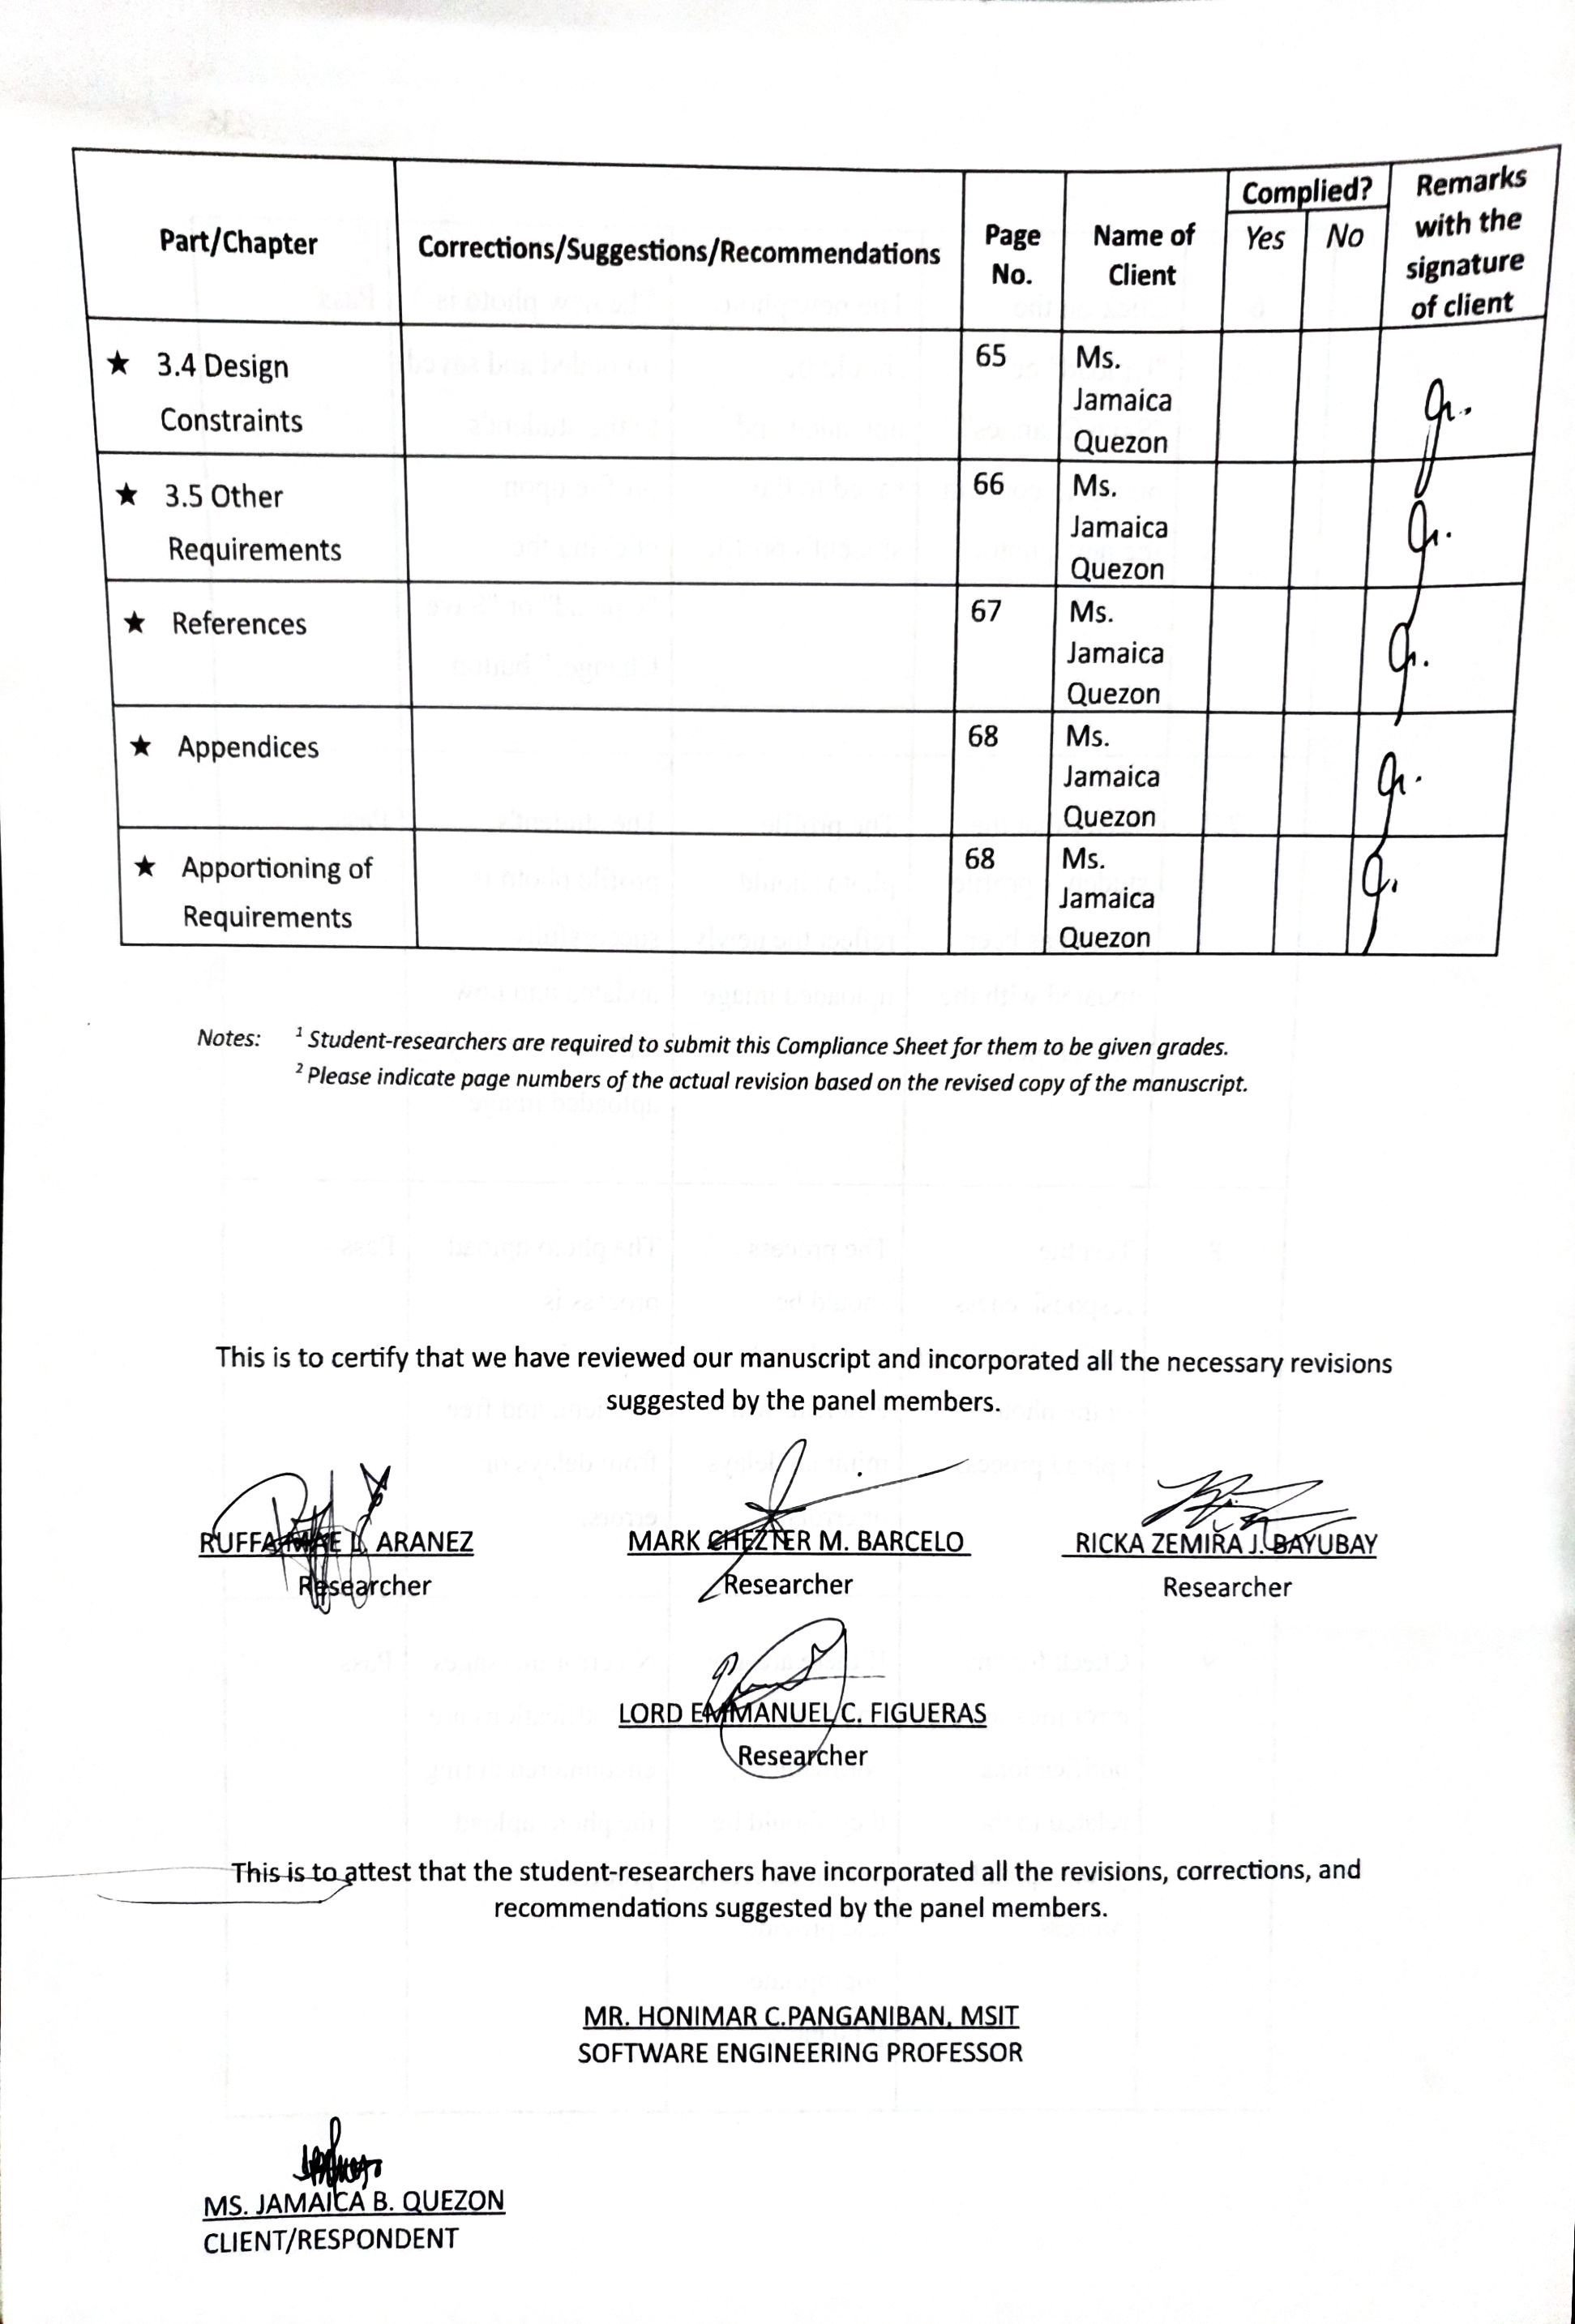 Part/Chapter
Corrections/Suggestions/Recommendations
Page
No.
Name of
Client
Complied?
Yes
No
Remarks
with the
signature
of client
★ 3.4 Design
Constraints
65
Ms.
Jamaica
Quezon
★ 3.5 Other
Requirements
66
Ms.
Jamaica
Quezon
★ References
67
Ms.
Jamaica
Quezon
★ Appendices
68
Ms.
Jamaica
Quezon
★ Apportioning of
Requirements
68
Ms.
Jamaica
Quezon
Notes: ¹ Student-researchers are required to submit this Compliance Sheet for them to be given grades.
² Please indicate page numbers of the actual revision based on the revised copy of the manuscript.
This is to certify that we have reviewed our manuscript and incorporated all the necessary revisions
suggested by the panel members.
RUFFA MAE ARANEZ
Researcher
MARK CHEZTER M. BARCELO
Researcher
RICKA ZEMIRA J. BAYUBAY
Researcher
LORD EMMANUEL C. FIGUERAS
Researcher
This is to attest that the student-researchers have incorporated all the revisions, corrections, and
recommendations suggested by the panel members.
MR. HONIMAR C.PANGANIBAN, MSIT
SOFTWARE ENGINEERING PROFESSOR
MS. JAMAICA B. QUEZON
CLIENT/RESPONDENT